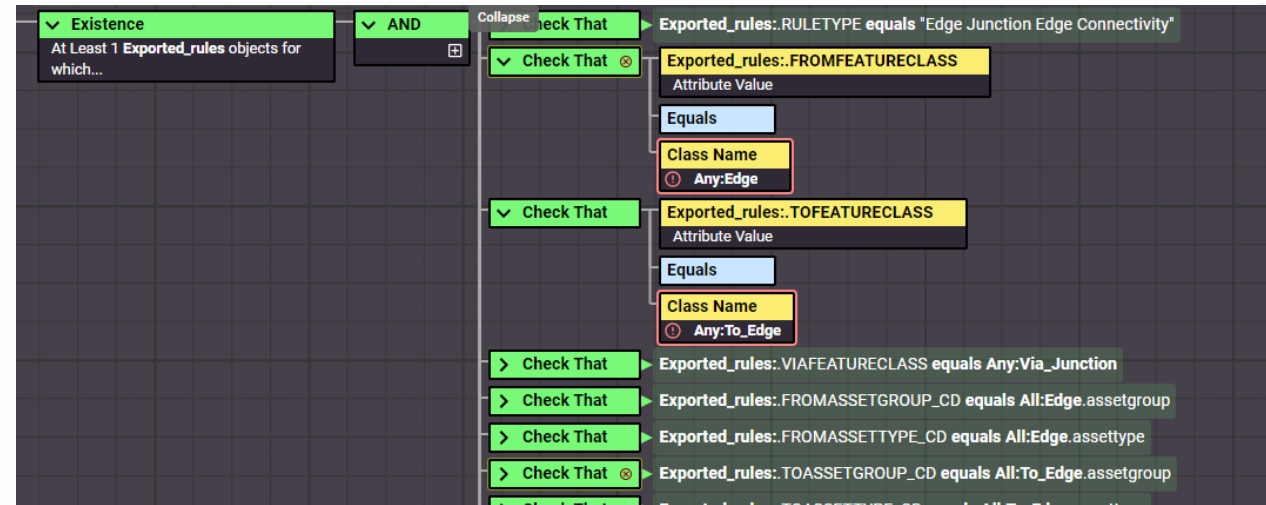 Existence
At Least 1 Exported_rules objects for
which...
AND
Collapse
Check That
Exported_rules:.RULETYPE equals "Edge Junction Edge Connectivity"
Check That
Exported_rules:.FROMFEATURECLASS
Attribute Value
Equals
Class Name
Any:Edge
Check That
Exported_rules:.TOFEATURECLASS
Attribute Value
Equals
Class Name
Any:To_Edge
Check That
Exported_rules:.VIAFEATURECLASS equals Any:Via_Junction
Check That
Exported_rules:.FROMASSETGROUP_CD equals All:Edge.assetgroup
Check That
Exported_rules:.FROMASSETTYPE_CD equals All:Edge.assettype
Check That
Exported_rules:.TOASSETGROUP_CD equals All:To_Edge.assetgroup